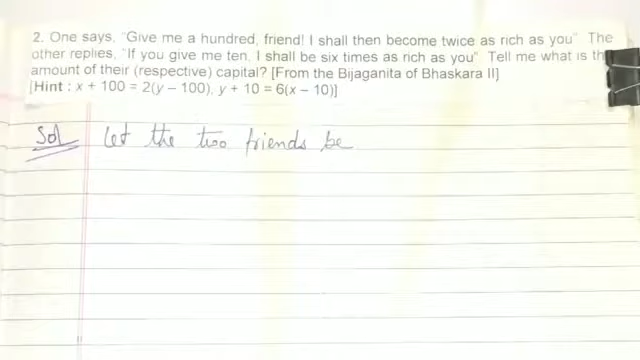 2. One says, "Give me a hundred, friend! I shall then become twice as rich as you". The
other replies, "If you give me ten, I shall be six times as rich as you". Tell me what is the
amount of their (respective) capital? [From the Bijaganita of Bhaskara II]
[Hint : x + 100 = 2(y − 100), y + 10 = 6(x − 10)]
Sol Let the two friends be